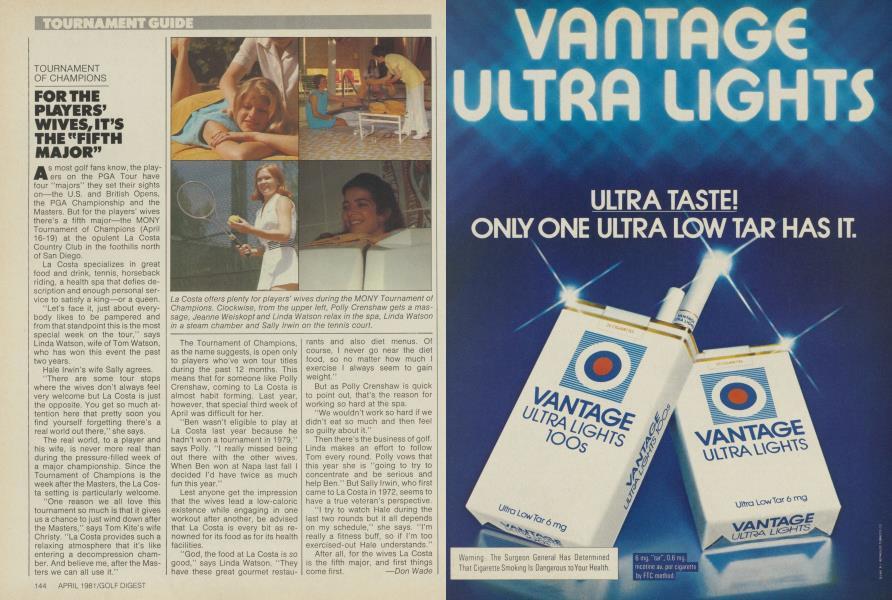 TOURNAMENT GUIDE
TOURNAMENT
OF CHAMPIONS
FOR THE
PLAYERS'
WIVES, IT'S
THE "FIFTH
MAJOR"
As most golf fans know, the play-
ers on the PGA Tour have
four "majors" they set their sights
on—the U.S. and British Opens,
the PGA Championship and the
Masters. But for the players' wives
there's a fifth major—the MONY
Tournament of Champions (April
16-19) at the opulent La Costa
Country Club in the foothills north
of San Diego.
La Costa specializes in great
food and drink, tennis, horseback
riding, a health spa that defies de-
scription and enough personal ser-
vice to satisfy a king—or a queen.
"Let's face it, just about every-
body likes to be pampered and
from that standpoint this is the most
special week on the tour," says
Linda Watson, wife of Tom Watson,
who has won this event the past
two years.
Hale Irwin's wife Sally agrees.
"There are some tour stops
where the wives don't always feel
very welcome but La Costa is just
the opposite. You get so much at-
tention here that pretty soon you
find yourself forgetting there's a
real world out there," she says.
The real world, to a player and
his wife, is never more real than
during the pressure-filled week of
a major championship. Since the
Tournament of Champions is the
week after the Masters, the La Cos-
ta setting is particularly welcome.
"One reason we all love this
tournament so much is that it gives
us a chance to just wind down after
the Masters," says Tom Kite's wife
Christy. "La Costa provides such a
relaxing atmosphere that it's like
entering a decompression cham-
ber. And believe me, after the Mas-
ters we can all use it."
La Costa offers plenty for players' wives during the MONY Tournament of
Champions. Clockwise, from the upper left, Polly Crenshaw gets a mas-
sage, Jeanne Weiskopf and Linda Watson relax in the spa, Linda Watson
in a steam chamber and Sally Irwin on the tennis court.
The Tournament of Champions,
as the name suggests, is open only
to players who've won tour titles
during the past 12 months. This
means that for someone like Polly
Crenshaw, coming to La Costa is
almost habit forming. Last year,
however, that special third week of
April was difficult for her.
"Ben wasn't eligible to play at
La Costa last year because he
hadn't won a tournament in 1979,"
says Polly. "I really missed being
out there with the other wives.
When Ben won at Napa last fall I
decided I'd have twice as much
fun this year."
Lest anyone get the impression
that the wives lead a low-caloric
existence while engaging in one
workout after another, be advised
that La Costa is every bit as re-
nowned for its food as for its health
facilities.
"God, the food at La Costa is so
good," says Linda Watson. "They
have these great gourmet restau-
rants and also diet menus. Of
course, I never go near the diet
food, so no matter how much I
exercise I always seem to gain
weight."
But as Polly Crenshaw is quick
to point out, that's the reason for
working so hard at the spa.
"We wouldn't work so hard if we
didn't eat so much and then feel
so guilty about it."
Then there's the business of golf.
Linda makes an effort to follow
Tom every round. Polly vows that
this year she is "going to try to
concentrate and be serious and
help Ben." But Sally Irwin, who first
came to La Costa in 1972, seems to
have a true veteran's perspective.
"I try to watch Hale during the
last two rounds but it all depends
on my schedule," she says. "I'm
really a fitness buff, so if I'm too
exercised-out Hale understands."
After all, for the wives La Costa
is the fifth major, and first things
come first. —Don Wade
144 APRIL 1981/GOLF DIGEST
VANTAGE
ULTRA LIGHTS
ULTRA TASTE!
ONLY ONE ULTRA LOW TAR HAS IT.
VANTAGE
ULTRA LIGHTS
100s
Ultra Low Tar 6 mg
VANTAGE
ULTRA LIGHTS 100s
VANTAGE
ULTRA LIGHTS
Ultra Low Tar 6 mg
VANTAGE
ULTRA LIGHTS
Warning: The Surgeon General Has Determined
That Cigarette Smoking Is Dangerous to Your Health.
6 mg. "tar", 0.6 mg.
nicotine av. per cigarette
by FTC method.